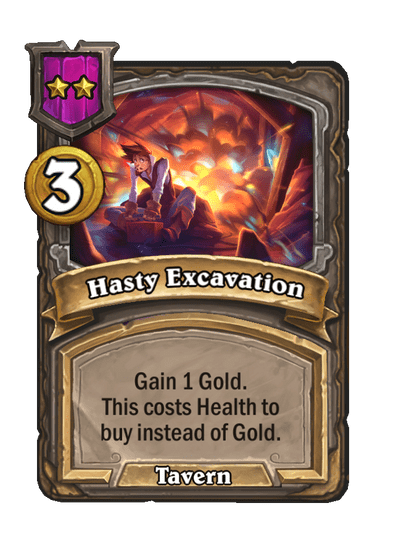 3
Hasty Excavation
Gain 1 Gold.
This costs Health to
buy instead of Gold.
Tavern